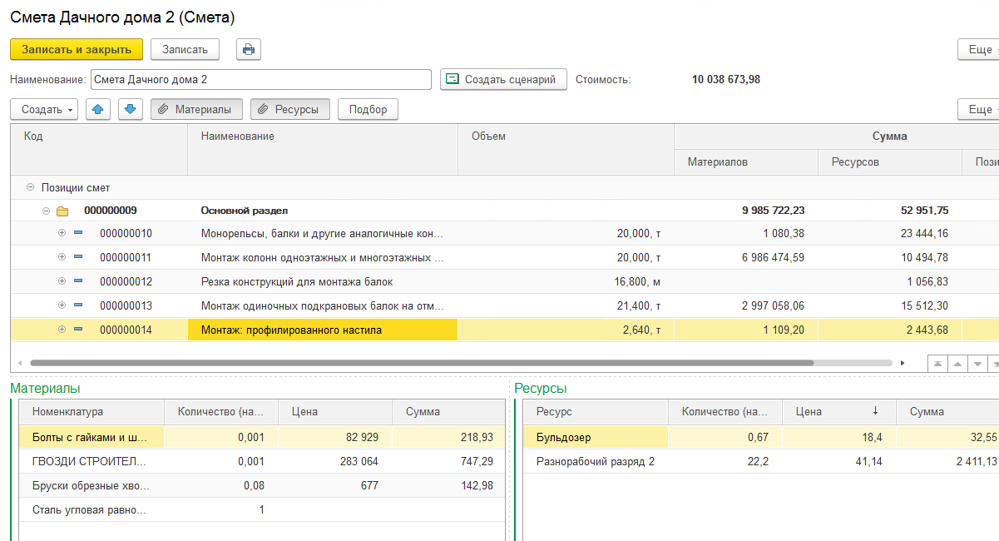 Смета Дачного дома 2 (Смета)
Записать и закрыть Записать Еще
Наименование: Смета Дачного дома 2 Создать сценарий Стоимость: 10 038 673,98
Создать Материалы Ресурсы Подбор Еще
Код Наименование Объем Сумма
Материалов Ресурсов Пози
Позиции смет
000000009 Основной раздел 9 985 722,23 52 951,75
000000010 Монорельсы, балки и другие аналогичные кон... 20,000, т 1 080,38 23 444,16
000000011 Монтаж колонн одноэтажных и многоэтажных ... 20,000, т 6 986 474,59 10 494,78
000000012 Резка конструкций для монтажа балок 16,800, м 1 056,83
000000013 Монтаж одиночных подкрановых балок на отм... 21,400, т 2 997 058,06 15 512,30
000000014 Монтаж: профилированного настила 2,640, т 1 109,20 2 443,68
Материалы Ресурсы
Номенклатура Количество (на... Цена Сумма Ресурс Количество (на... Цена Сумма
Болты с гайками и ш... 0,001 82 929 218,93 Бульдозер 0,67 18,4 32,55
ГВОЗДИ СТРОИТЕЛ... 0,001 283 064 747,29 Разнорабочий разряд 2 22,2 41,14 2 411,13
Бруски обрезные хво... 0,08 677 142,98
Сталь угловая равно... 1